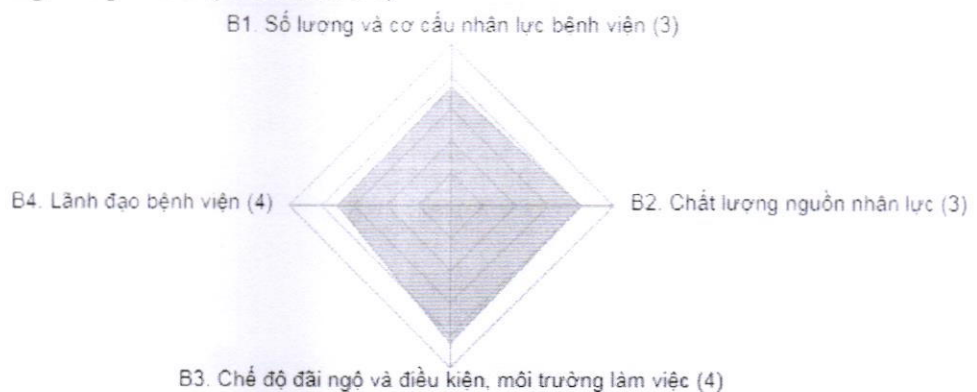 B1. Số lượng và cơ cấu nhân lực bệnh viện (3)
B4. Lãnh đạo bệnh viện (4)
B2. Chất lượng nguồn nhân lực (3)
B3. Chế độ đãi ngộ và điều kiện, môi trường làm việc (4)